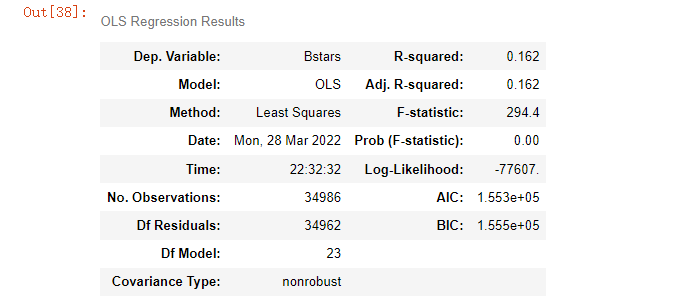 Out[38]:
OLS Regression Results
Dep. Variable: Bstars R-squared: 0.162
Model: OLS Adj. R-squared: 0.162
Method: Least Squares F-statistic: 294.4
Date: Mon, 28 Mar 2022 Prob (F-statistic): 0.00
Time: 22:32:32 Log-Likelihood: -77607.
No. Observations: 34986 AIC: 1.553e+05
Df Residuals: 34962 BIC: 1.555e+05
Df Model: 23
Covariance Type: nonrobust